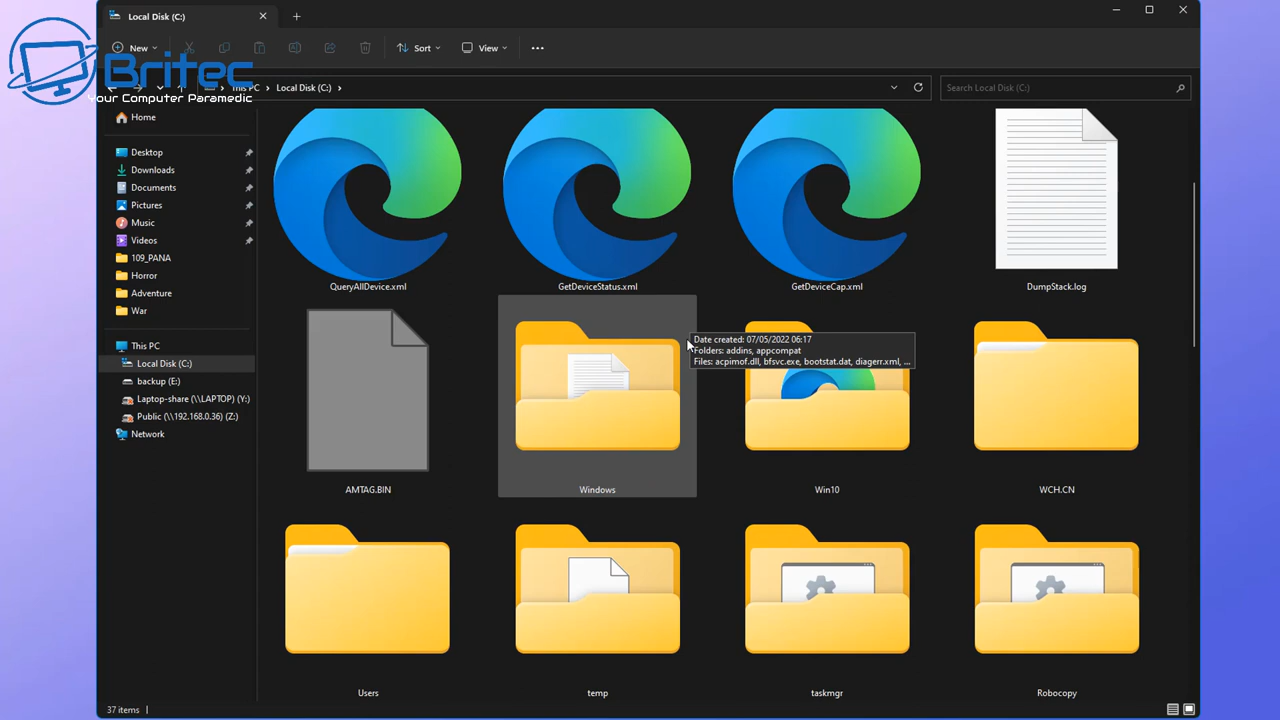 Local Disk (C:)
Britec
Your Computer Paramedic
New
Sort
View
This PC
Local Disk (C:)
Search Local Disk (C:)
Home
Desktop
Downloads
Documents
Pictures
Music
Videos
109_PANA
Horror
Adventure
War
This PC
Local Disk (C:)
backup (E:)
Laptop-share (\\LAPTOP) (Y:)
Public (\\192.168.0.36) (Z:)
Network
QueryAllDevice.xml
GetDeviceStatus.xml
GetDeviceCap.xml
DumpStack.log
Date created: 07/05/2022 06:17
Folders: addins, appcompat
Files: acpimof.dll, bfsvc.exe, bootstat.dat, diagerr.xml, ...
AMTAG.BIN
Windows
Win10
WCH.CN
Users
temp
taskmgr
Robocopy
37 items